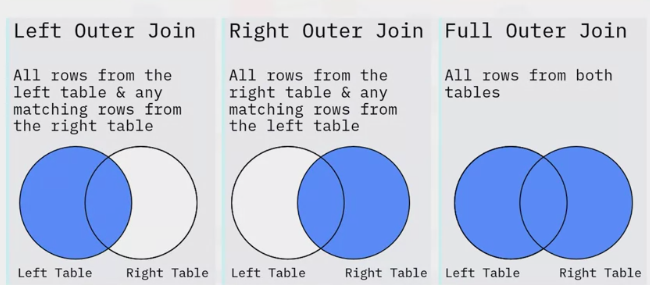 Left Outer Join
All rows from the
left table & any
matching rows from
the right table
Left Table
Right Table
Right Outer Join
All rows from the
right table & any
matching rows from
the left table
Left Table
Right Table
Full Outer Join
All rows from both
tables
Left Table
Right Table